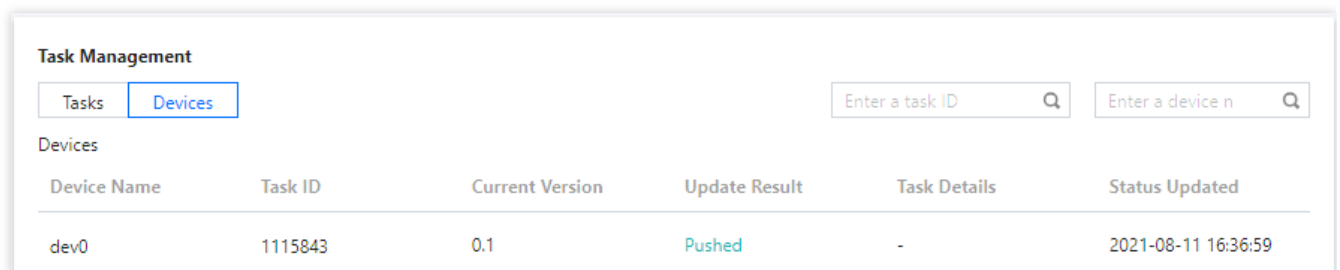 Task Management
Tasks Devices Enter a task ID Enter a device n
Devices
Device Name Task ID Current Version Update Result Task Details Status Updated
dev0 1115843 0.1 Pushed - 2021-08-11 16:36:59